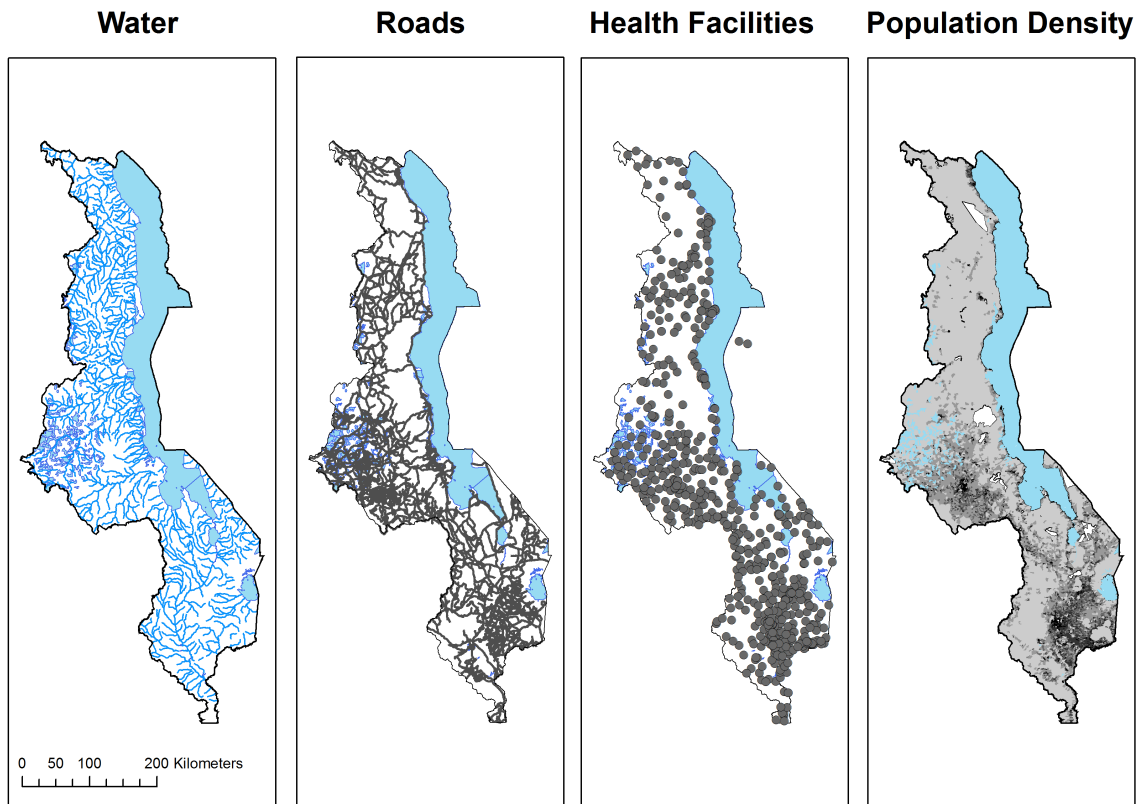 Water
Roads
Health Facilities
Population Density
0 50 100 200 Kilometers